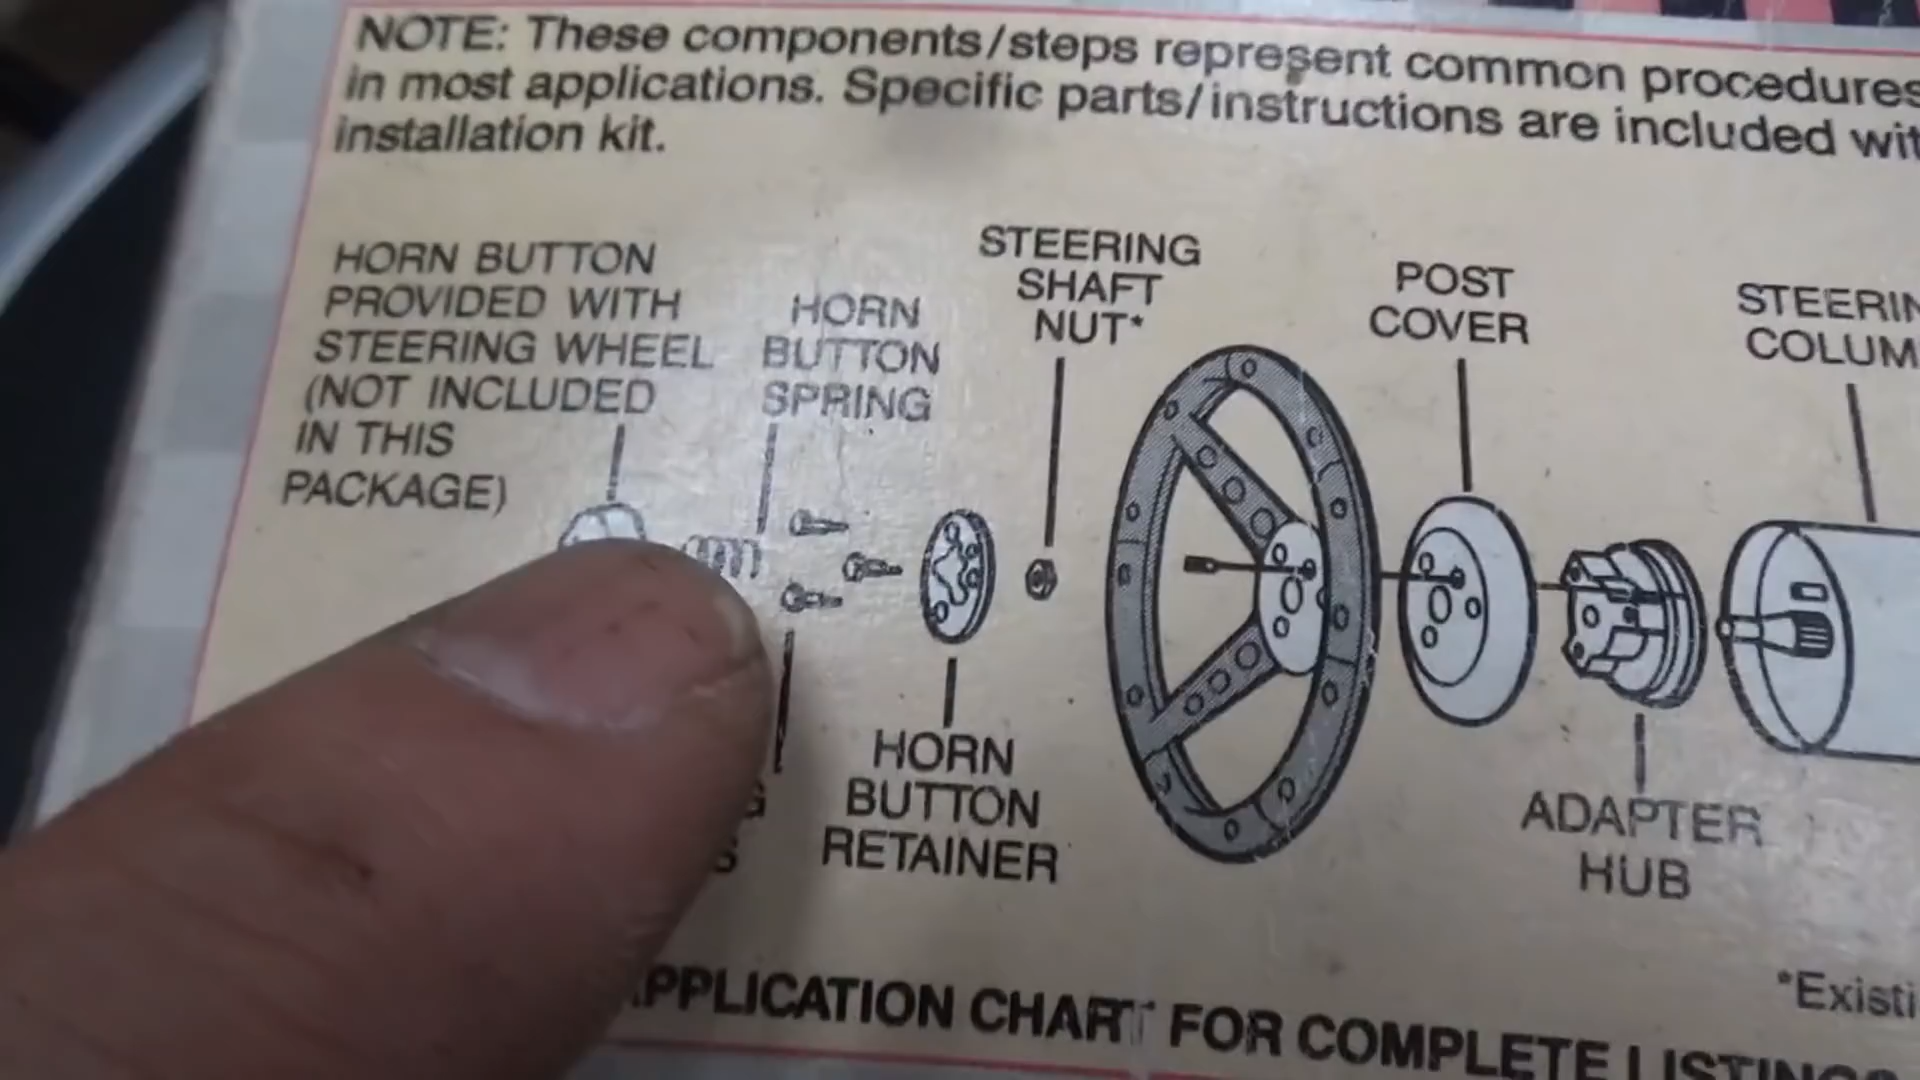 NOTE: These components/steps represent common procedures
in most applications. Specific parts/instructions are included
installation kit.
HORN BUTTON
PROVIDED WITH
STEERING WHEEL
(NOT INCLUDED
IN THIS
PACKAGE)
HORN
BUTTON
SPRING
STEERING
SHAFT
NUT*
POST
COVER
HORN
BUTTON
RETAINER
ADAPTER
HUB
CHART FOR COMPLETE